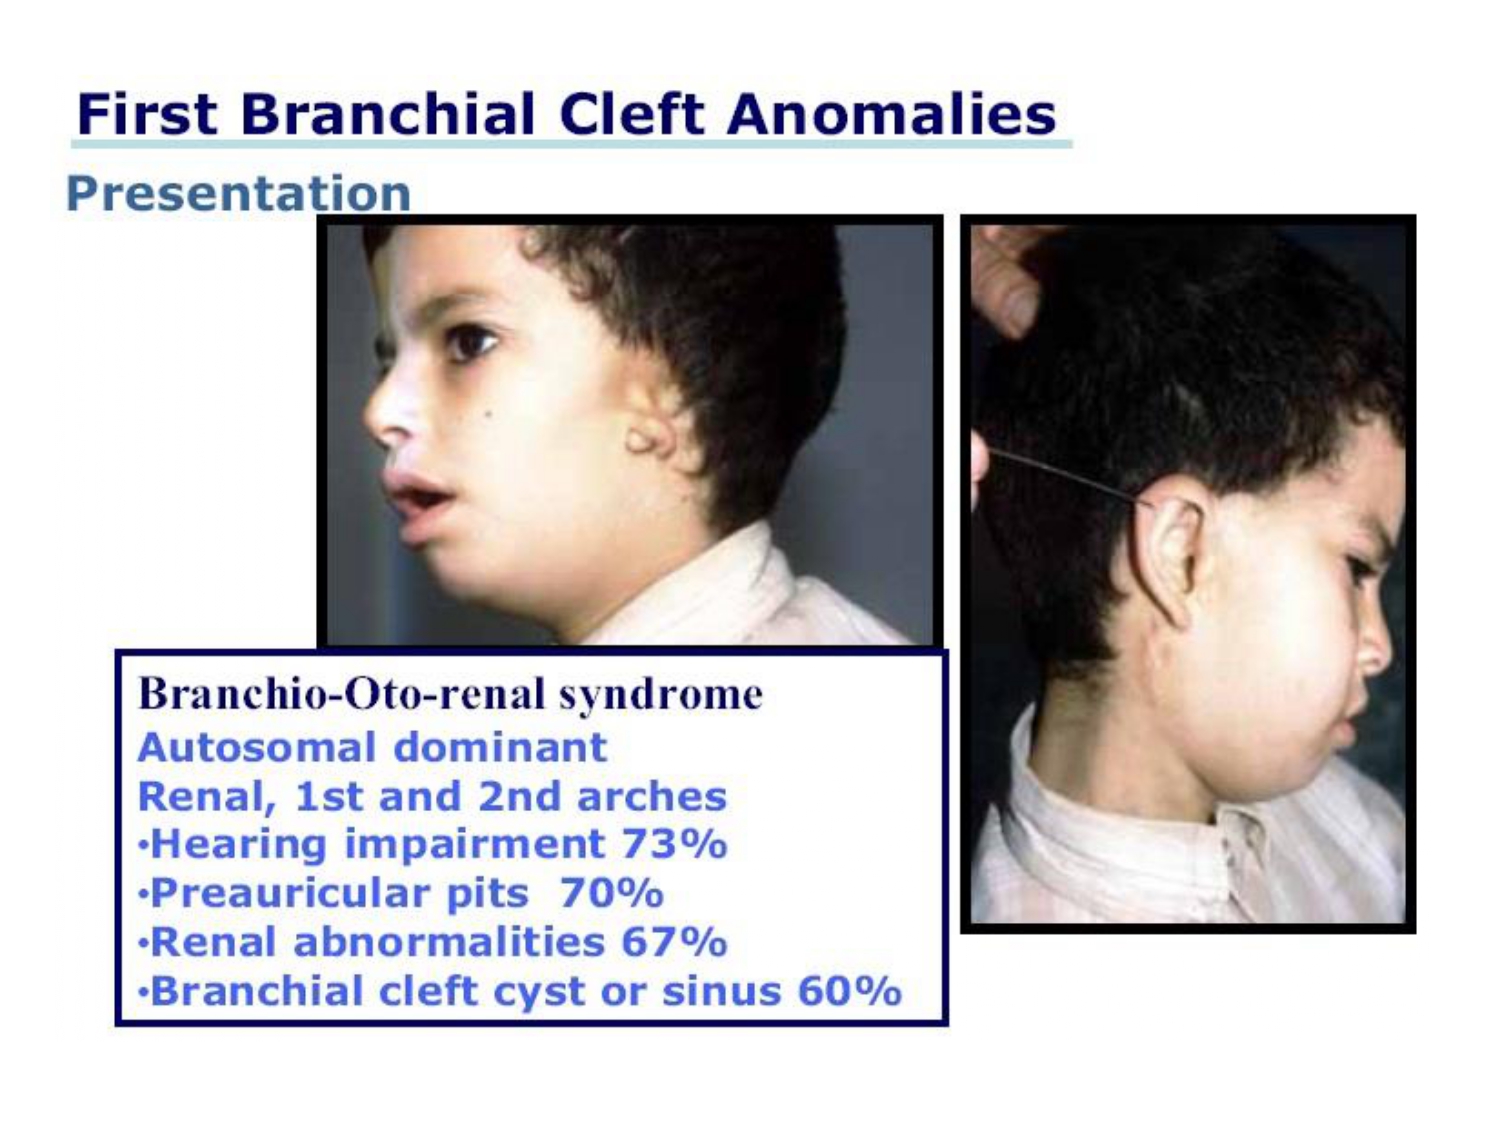 First Branchial Cleft Anomalies
Presentation
Branchio-Oto-renal syndrome
Autosomal dominant
Renal, 1st and 2nd arches
•Hearing impairment 73%
•Preauricular pits 70%
•Renal abnormalities 67%
•Branchial cleft cyst or sinus 60%